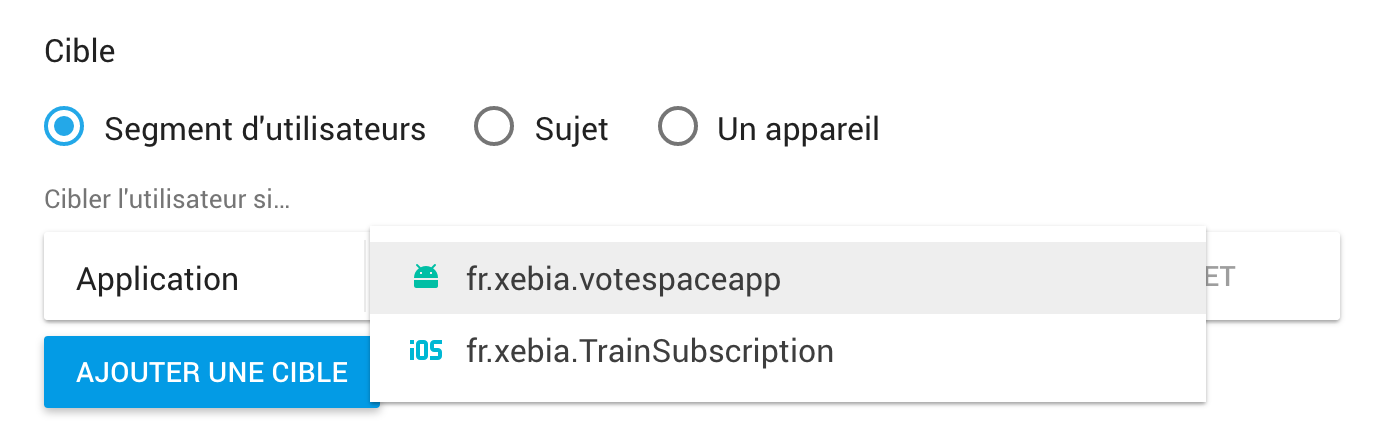 Cible
Segment d'utilisateurs Sujet Un appareil
Cibler l'utilisateur si...
Application fr.xebia.votespaceapp ET
iOS fr.xebia.TrainSubscription
AJOUTER UNE CIBLE